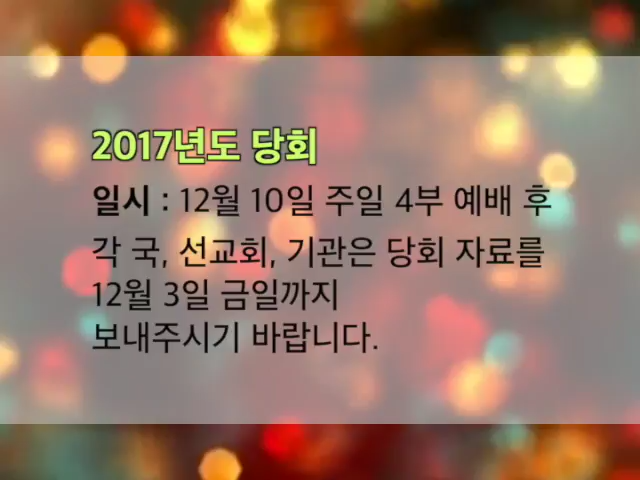 2017년도 당회
일시 : 12월 10일 주일 4부 예배 후
각 국, 선교회, 기관은 당회 자료를
12월 3일 금일까지
보내주시기 바랍니다.